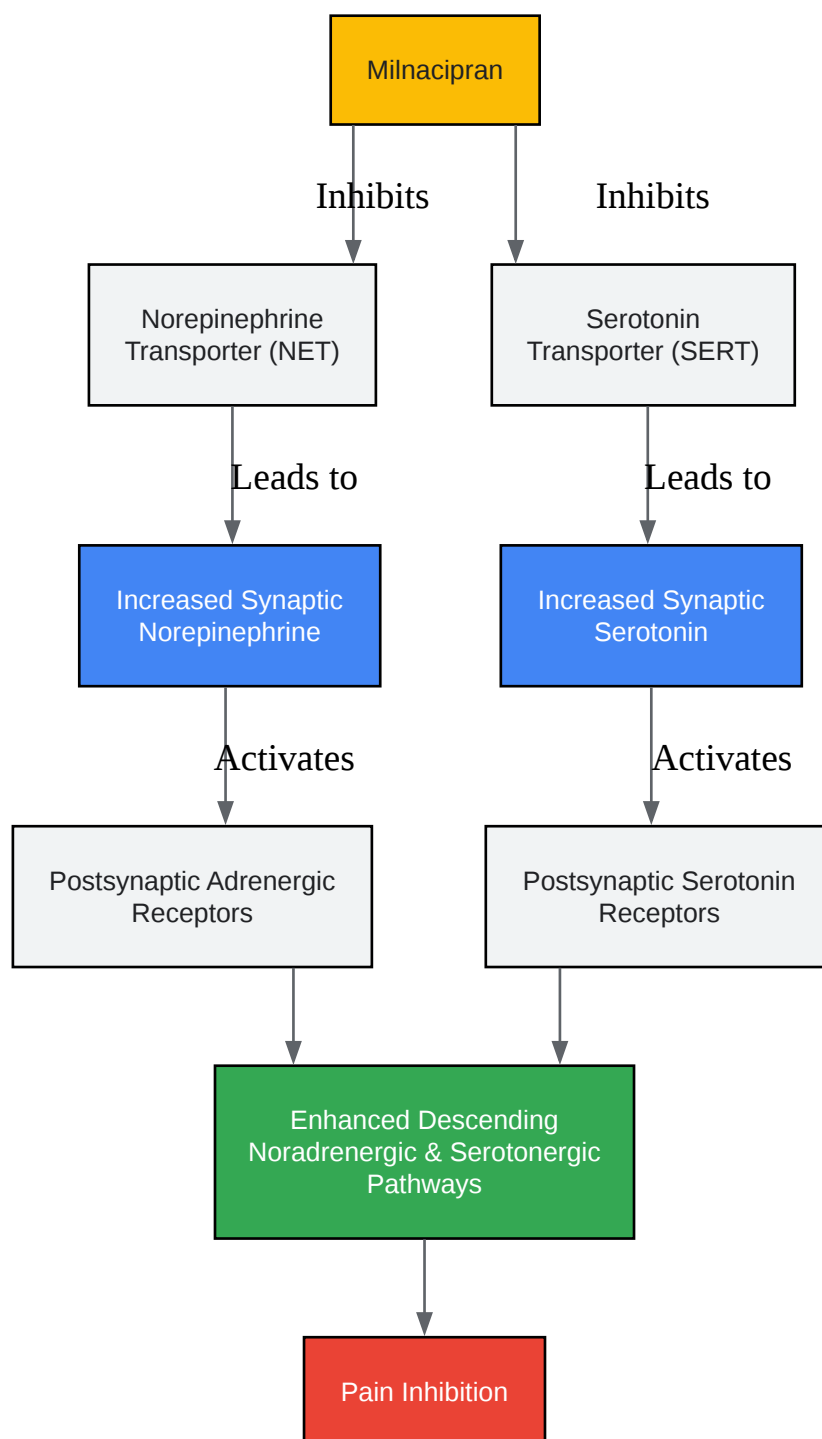 Milnacipran
Inhibits
Inhibits
Norepinephrine
Transporter (NET)
Serotonin
Transporter (SERT)
Leads to
Leads to
Increased Synaptic
Norepinephrine
Increased Synaptic
Serotonin
Activates
Activates
Postsynaptic Adrenergic
Receptors
Postsynaptic Serotonin
Receptors
Enhanced Descending
Noradrenergic & Serotonergic
Pathways
Pain Inhibition